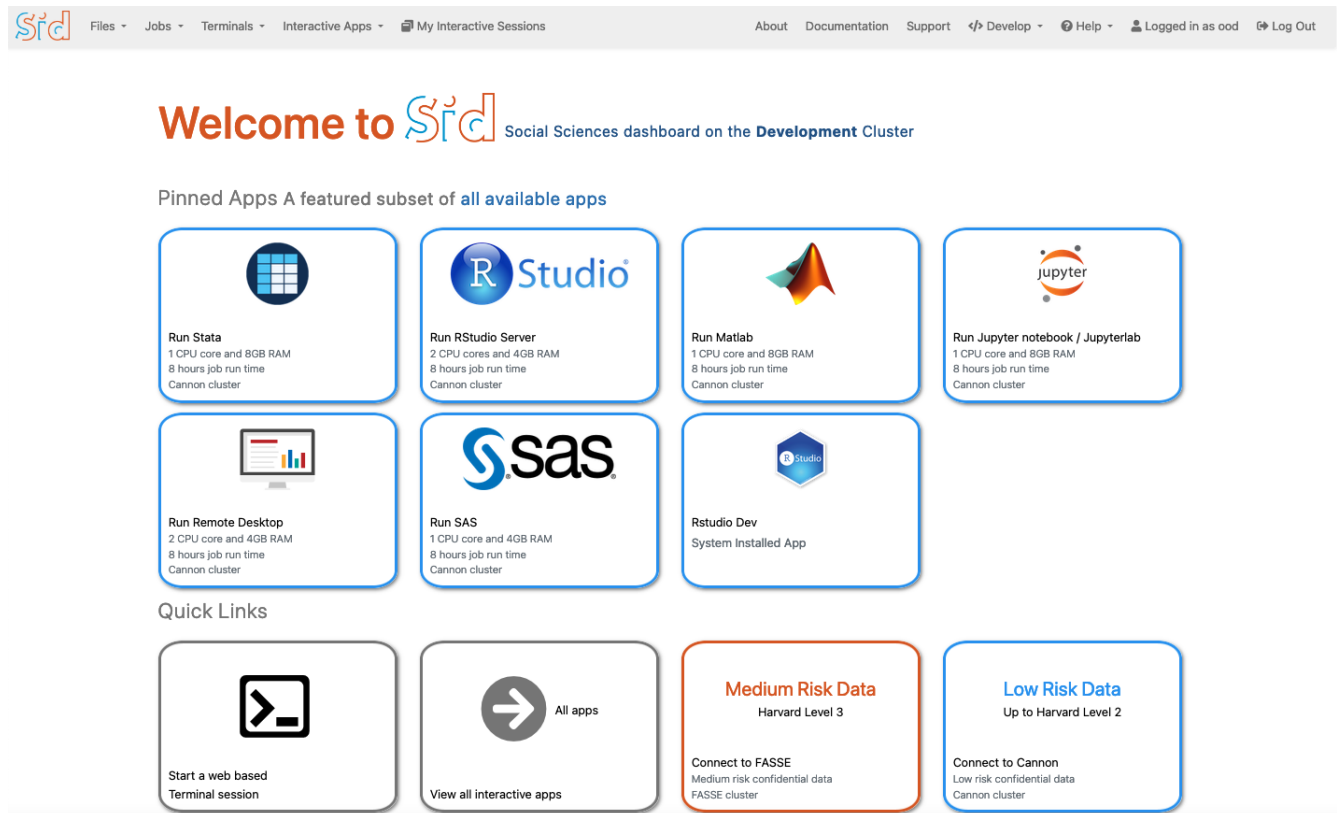 Sid Files Jobs Terminals Interactive Apps My Interactive Sessions About Documentation Support </> Develop Help Logged in as ood Log Out
Welcome to Sid Social Sciences dashboard on the Development Cluster
Pinned Apps A featured subset of all available apps
R Studio
jupyter
Run Stata
1 CPU core and 8GB RAM
8 hours job run time
Cannon cluster
Run RStudio Server
2 CPU cores and 4GB RAM
8 hours job run time
Cannon cluster
Run Matlab
1 CPU core and 8GB RAM
8 hours job run time
Cannon cluster
Run Jupyter notebook / Jupyterlab
1 CPU core and 8GB RAM
8 hours job run time
Cannon cluster
Run Remote Desktop
2 CPU core and 4GB RAM
8 hours job run time
Cannon cluster
sas
Run SAS
1 CPU core and 4GB RAM
8 hours job run time
Cannon cluster
R Studio
Rstudio Dev
System Installed App
Quick Links
Start a web based
Terminal session
All apps
View all interactive apps
Medium Risk Data
Harvard Level 3
Connect to FASSE
Medium risk confidential data
FASSE cluster
Low Risk Data
Up to Harvard Level 2
Connect to Cannon
Low risk confidential data
Cannon cluster